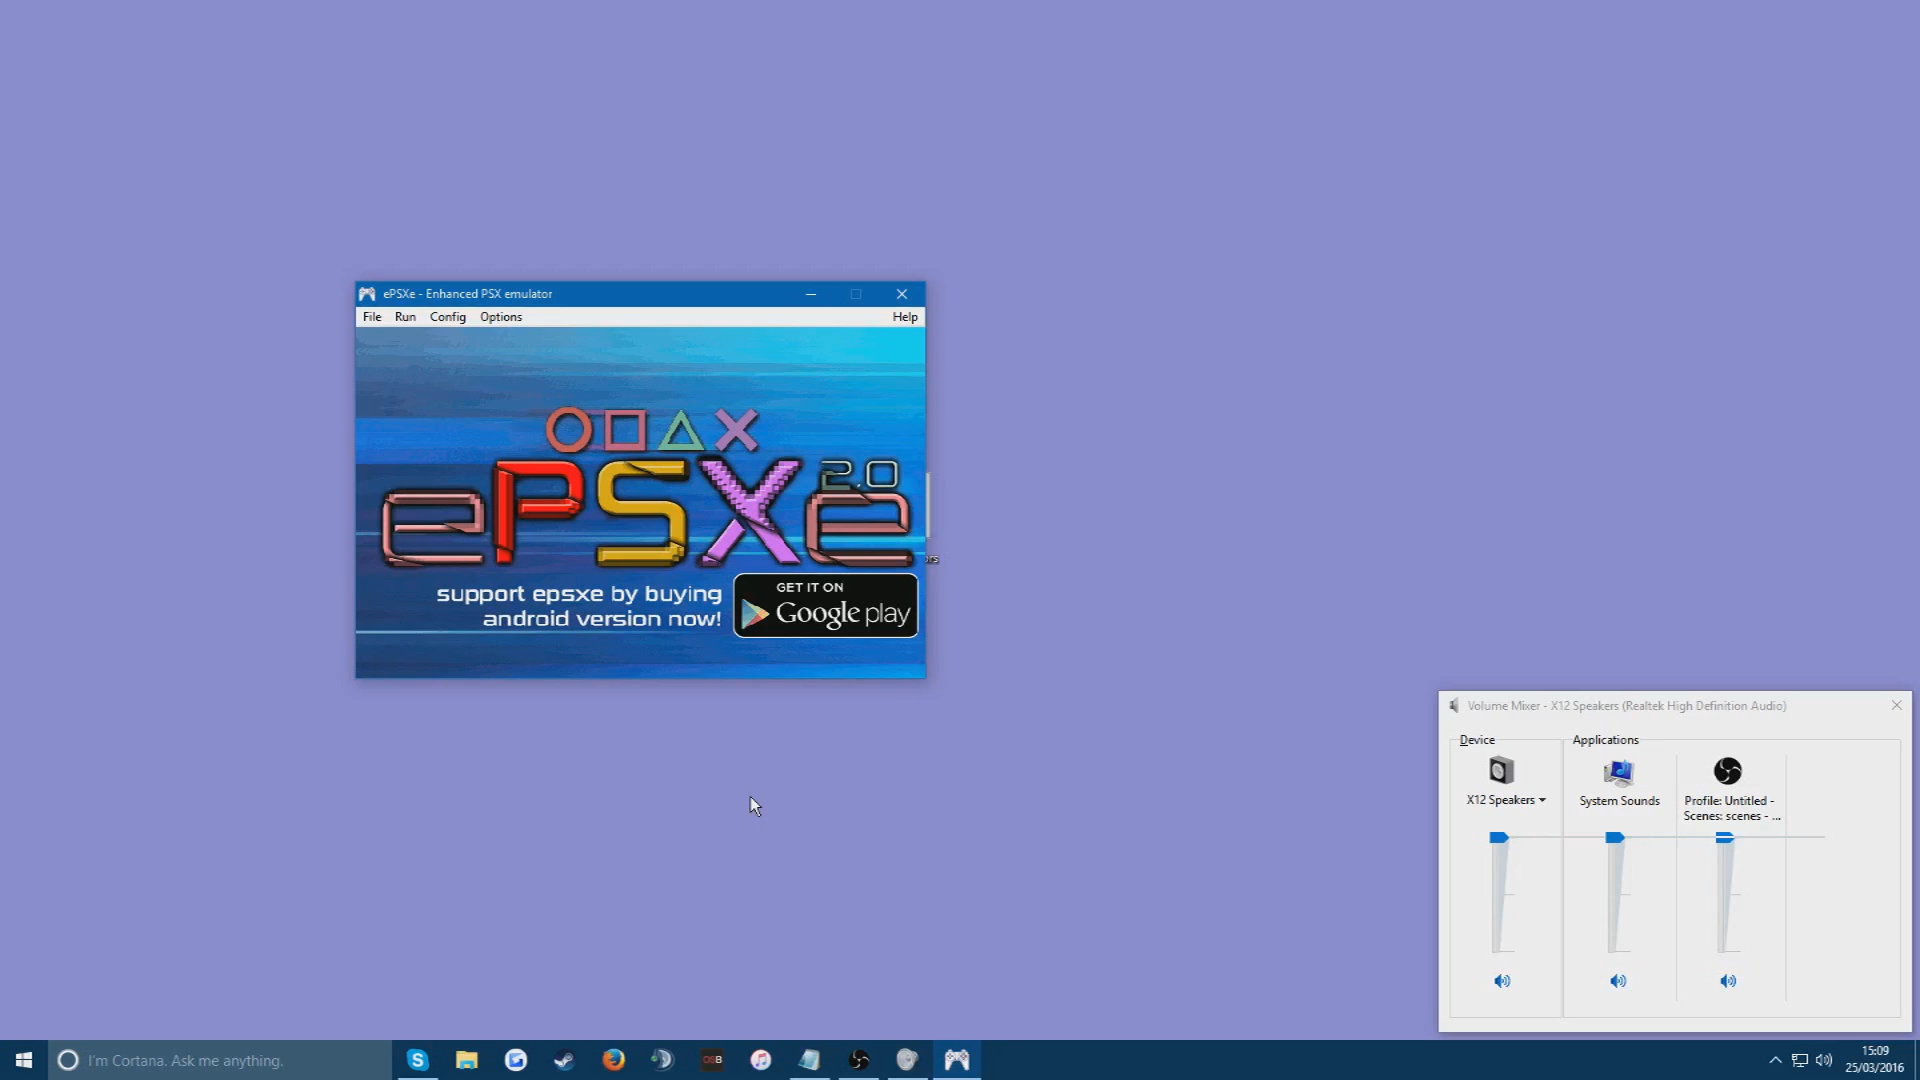 ePSXe - Enhanced PSX emulator
File Run Config Options Help
2.0
ePSXe
support epsxe by buying
android version now!
GET IT ON
Google play
Volume Mixer - X12 Speakers (Realtek High Definition Audio)
Device
Applications
X12 Speakers
System Sounds
Profile: Untitled -
Scenes: scenes - ...
I'm Cortana. Ask me anything.
OSB
15:09
25/03/2016